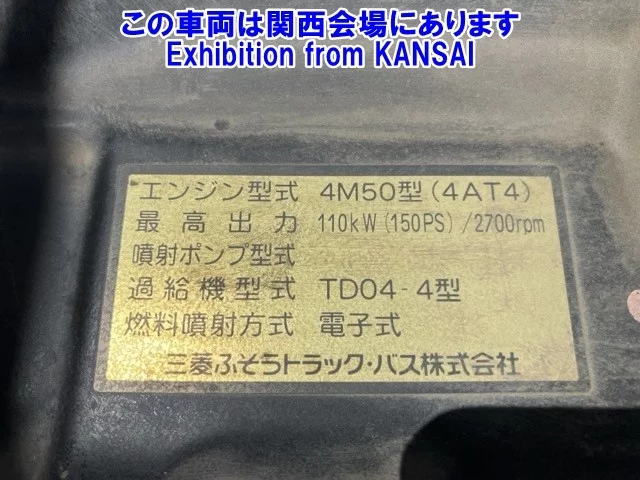 この車両は関西会場にあります
Exhibition from KANSAI
エンジン型式 4M50型(4AT4)
最高出力 110kW(150PS)/2700rpm
噴射ポンプ型式
過給機型式 TD04-4型
燃料噴射方式 電子式
三菱ふそうトラック・バス株式会社